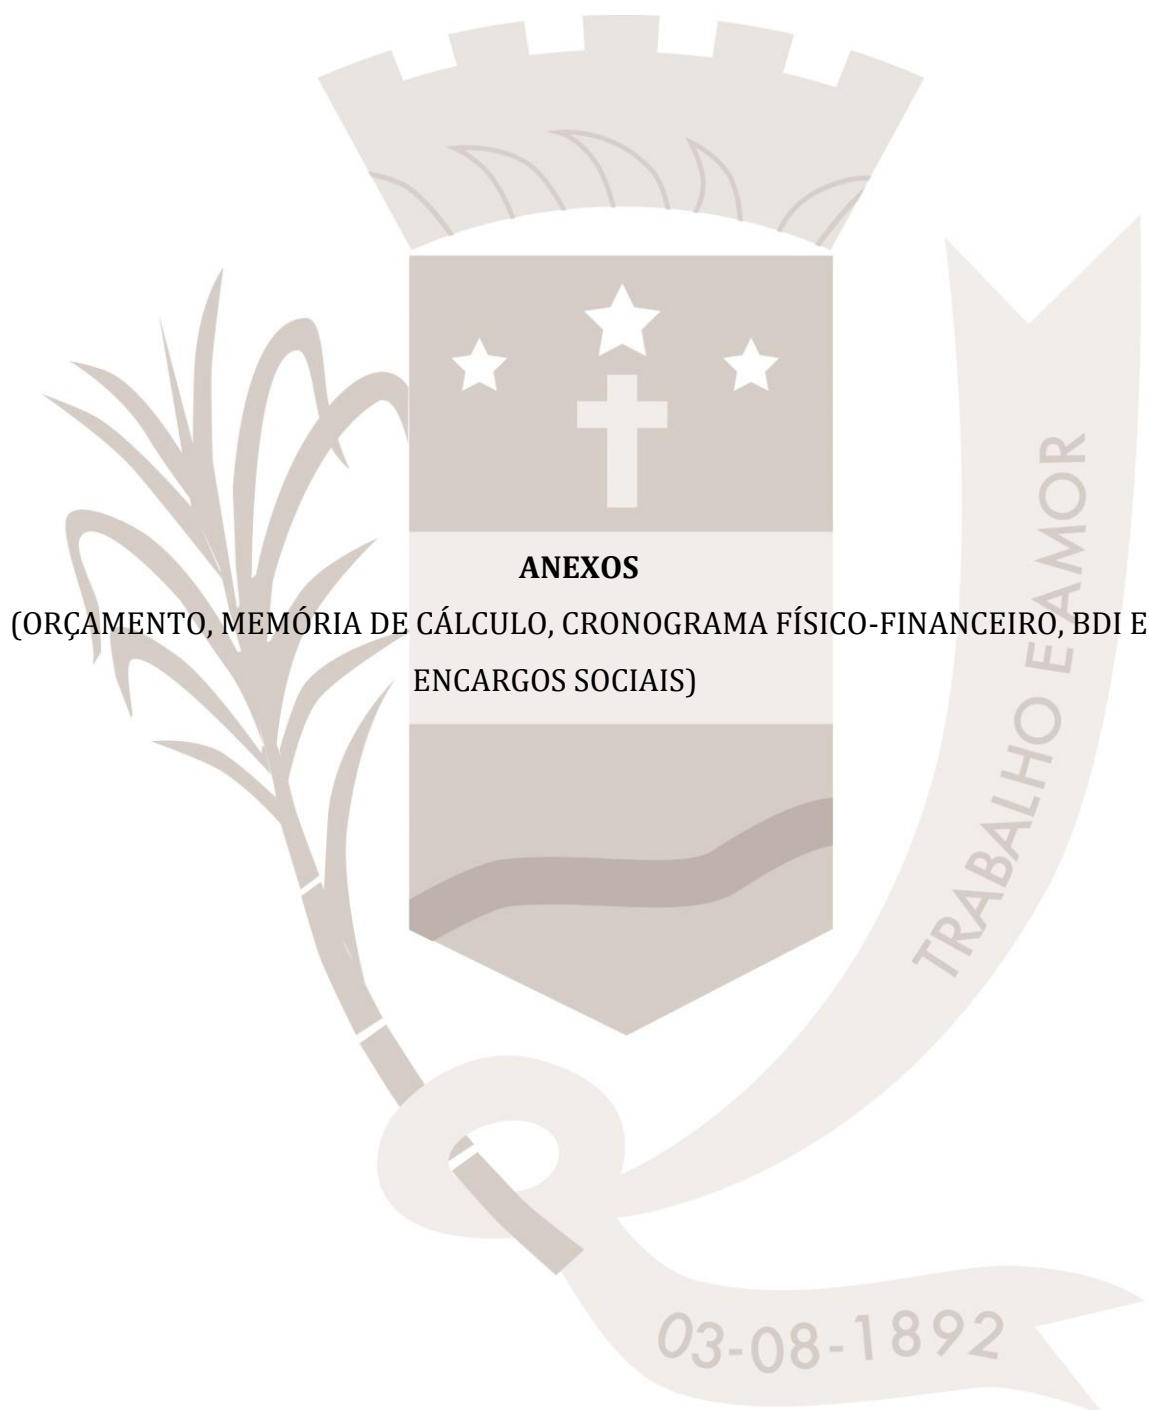 ANEXOS
(ORÇAMENTO, MEMÓRIA DE CÁLCULO, CRONOGRAMA FÍSICO-FINANCEIRO, BDI E
ENCARGOS SOCIAIS)
TRABALHO E AMOR
03-08-1892